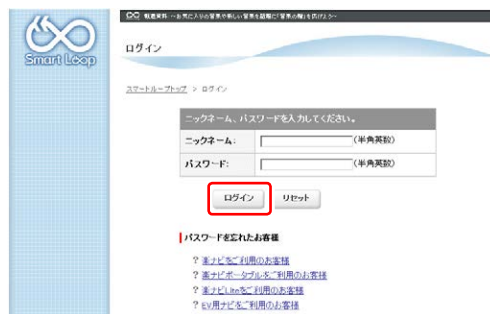 Smart Loop
ログイン
スマートループトップ > ログイン
ニックネーム、パスワードを入力してください。
ニックネーム: (半角英数)
パスワード: (半角英数)
ログイン リセット
パスワードを忘れたお客様
? 楽ナビをご利用のお客様
? 楽ナビポータブルをご利用のお客様
? 楽ナビLiteをご利用のお客様
? EV用ナビをご利用のお客様